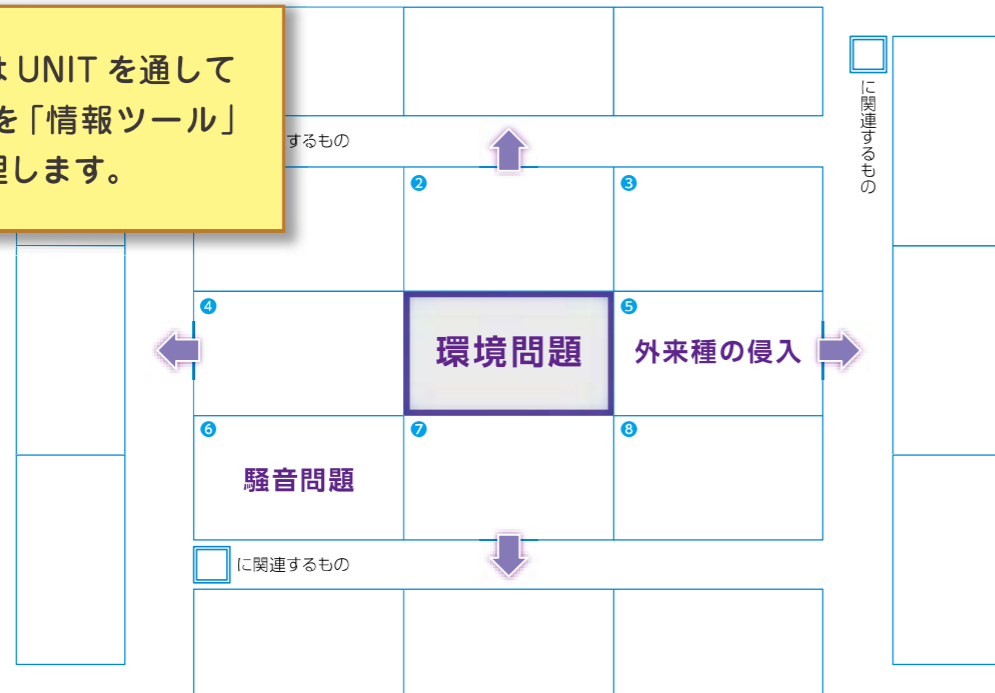 は UNIT を通して
を「情報ツール」
理します。
するもの
に関連するもの
❷
❸
❹
環境問題
❺
外来種の侵入
❻
騒音問題
❼
❽
に関連するもの